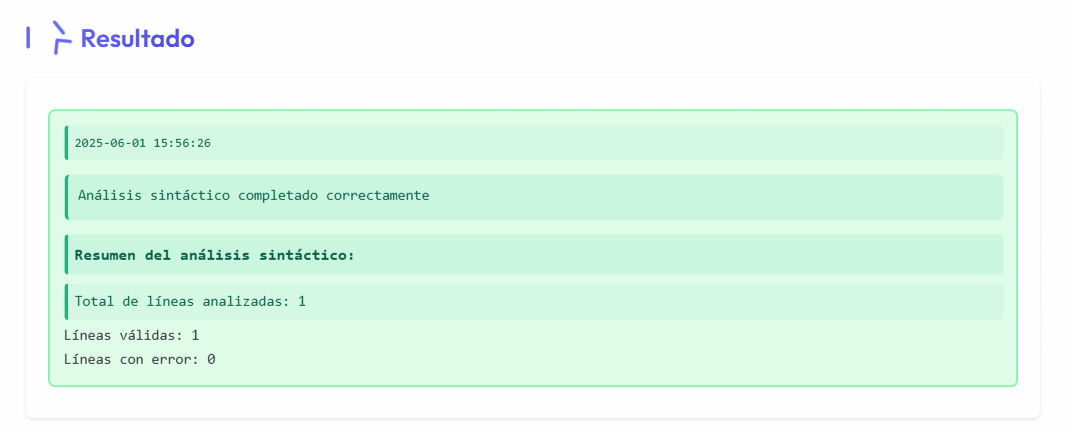 Resultado
2025-06-01 15:56:26
Análisis sintáctico completado correctamente
Resumen del análisis sintáctico:
Total de líneas analizadas: 1
Líneas válidas: 1
Líneas con error: 0